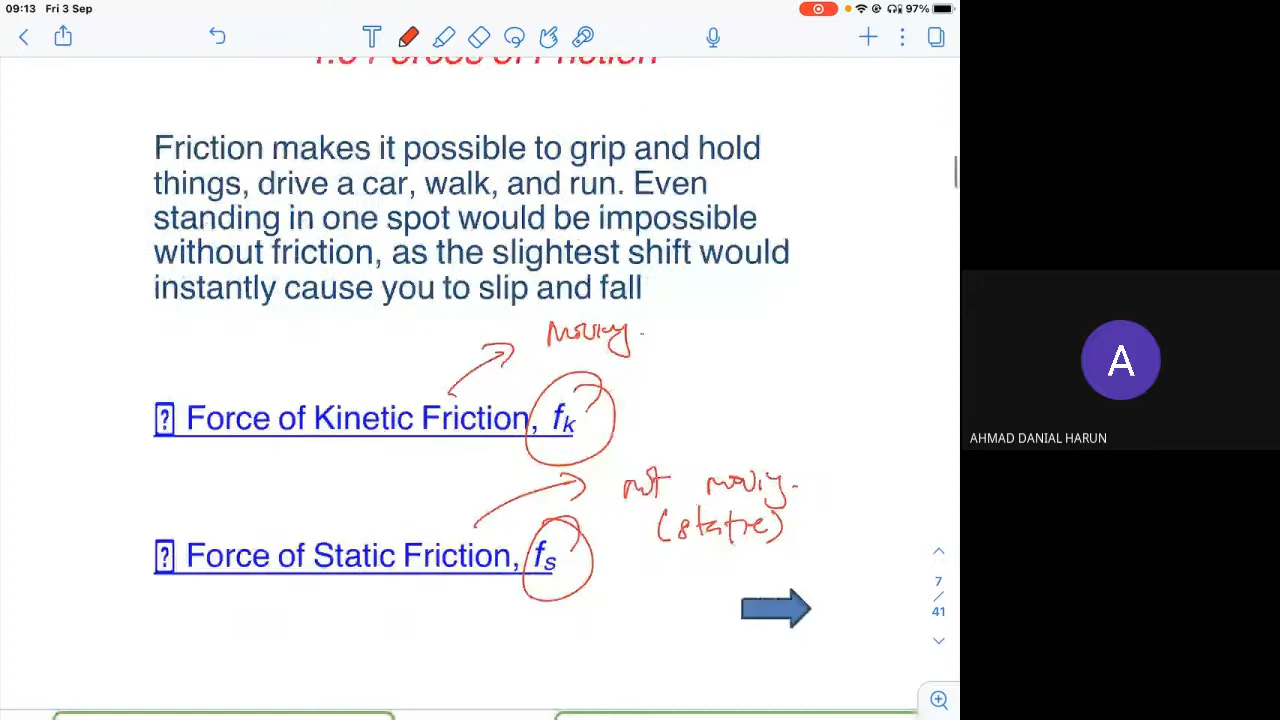 09:13 Fri 3 Sep
97%
Forces of Friction
Friction makes it possible to grip and hold
things, drive a car, walk, and run. Even
standing in one spot would be impossible
without friction, as the slightest shift would
instantly cause you to slip and fall
Moving.
? Force of Kinetic Friction, fk
not moving.
(static)
? Force of Static Friction, fs
7
/
41
A
AHMAD DANIAL HARUN